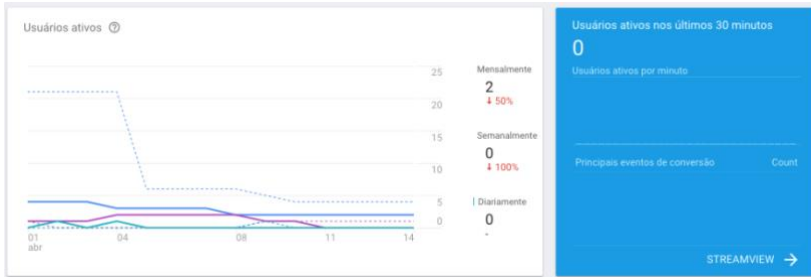 Usuários ativos
25
20
15
10
5
0
01
abr
04
08
11
14
Mensalmente
2
↓ 50%
Semanalmente
0
↓ 100%
Diariamente
0
-
Usuários ativos nos últimos 30 minutos
0
Usuários ativos por minuto
Principais eventos de conversão Count
STREAMVIEW →